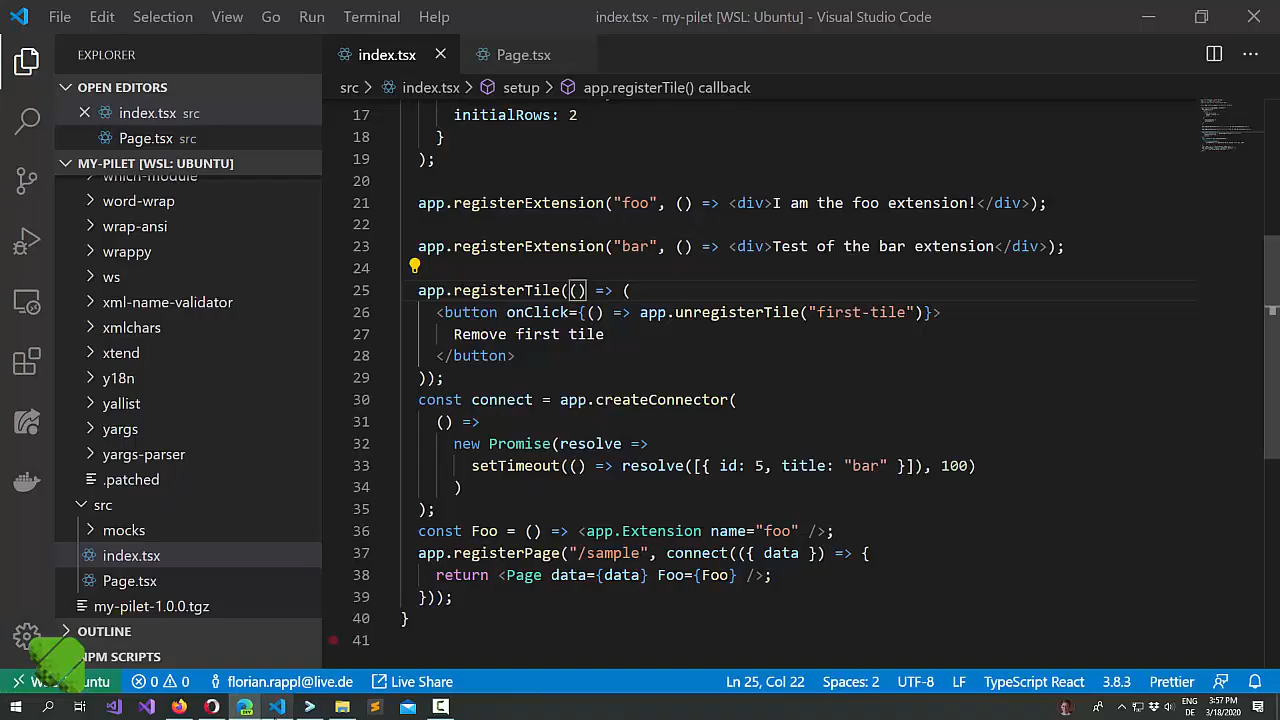 File Edit Selection View Go Run Terminal Help index.tsx - my-pilet [WSL: Ubuntu] - Visual Studio Code
EXPLORER
OPEN EDITORS
index.tsx src
Page.tsx src
MY-PILET [WSL: UBUNTU]
which-module
word-wrap
wrap-ansi
wrappy
ws
xml-name-validator
xmlchars
xtend
y18n
yallist
yargs
yargs-parser
.patched
src
mocks
index.tsx
Page.tsx
my-pilet-1.0.0.tgz
OUTLINE
NPM SCRIPTS
index.tsx Page.tsx
src index.tsx setup app.registerTile() callback
17 initialRows: 2
18 }
19 );
20
21 app.registerExtension("foo", () => <div>I am the foo extension!</div>);
22
23 app.registerExtension("bar", () => <div>Test of the bar extension</div>);
24
25 app.registerTile(() => (
26 <button onClick={() => app.unregisterTile("first-tile")}>
27 Remove first tile
28 </button>
29 ));
30 const connect = app.createConnector(
31 () =>
32 new Promise(resolve =>
33 setTimeout(() => resolve([{ id: 5, title: "bar" }]), 100)
34 )
35 );
36 const Foo = () => <app.Extension name="foo" />;
37 app.registerPage("/sample", connect(({ data }) => {
38 return <Page data={data} Foo={Foo} />;
39 }));
40 }
41
0 0 florian.rappl@live.de Live Share Ln 25, Col 22 Spaces: 2 UTF-8 LF TypeScript React 3.8.3 Prettier
ENG 3:57 PM
DE 3/18/2020